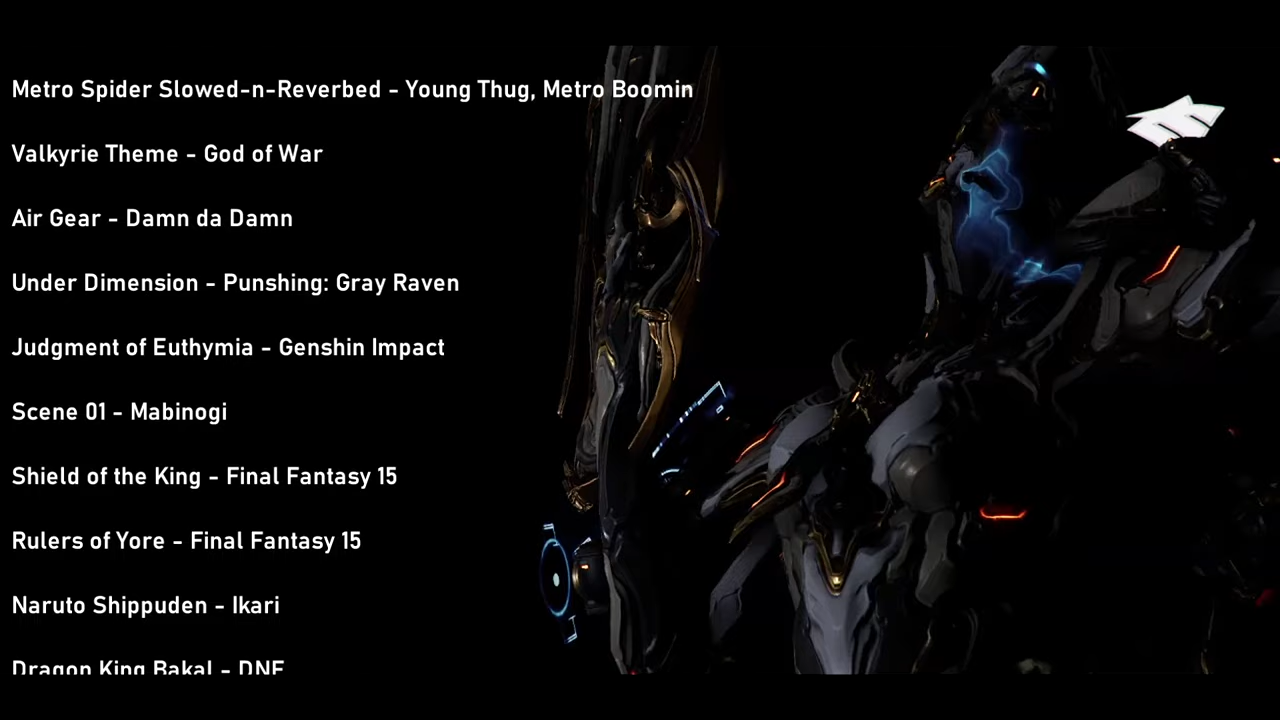 Metro Spider Slowed-n-Reverbed - Young Thug, Metro Boomin
Valkyrie Theme - God of War
Air Gear - Damn da Damn
Under Dimension - Punshing: Gray Raven
Judgment of Euthymia - Genshin Impact
Scene 01 - Mabinogi
Shield of the King - Final Fantasy 15
Rulers of Yore - Final Fantasy 15
Naruto Shippuden - Ikari
Dragon King Bakal - DNF